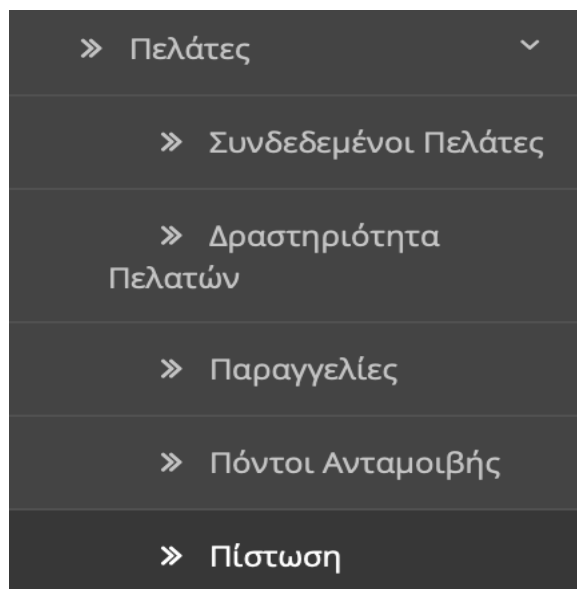 Πελάτες
Συνδεδεμένοι Πελάτες
Δραστηριότητα
Πελατών
Παραγγελίες
Πόντοι Ανταμοιβής
Πίστωση